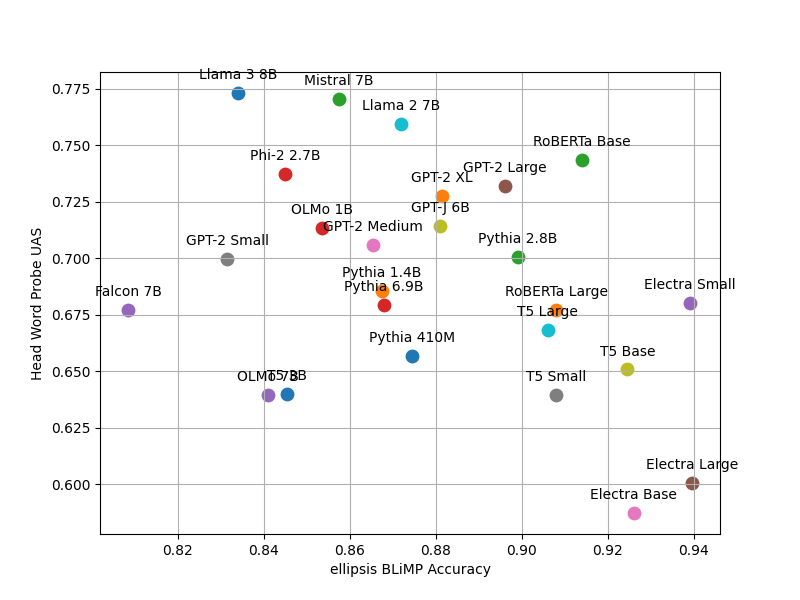 Llama 3 8B
Mistral 7B
Llama 2 7B
RoBERTa Base
Phi-2 2.7B
GPT-2 Large
GPT-2 XL
OLMo 1B
GPT-J 6B
GPT-2 Medium
GPT-2 Small
Pythia 2.8B
Pythia 1.4B
Pythia 6.9B
Falcon 7B
RoBERTa Large
Electra Small
T5 Large
Pythia 410M
T5 Base
OLMo 7B
T5 3B
T5 Small
Electra Large
Electra Base
0.775
0.750
0.725
0.700
0.675
0.650
0.625
0.600
Head Word Probe UAS
0.82 0.84 0.86 0.88 0.90 0.92 0.94
ellipsis BLiMP Accuracy